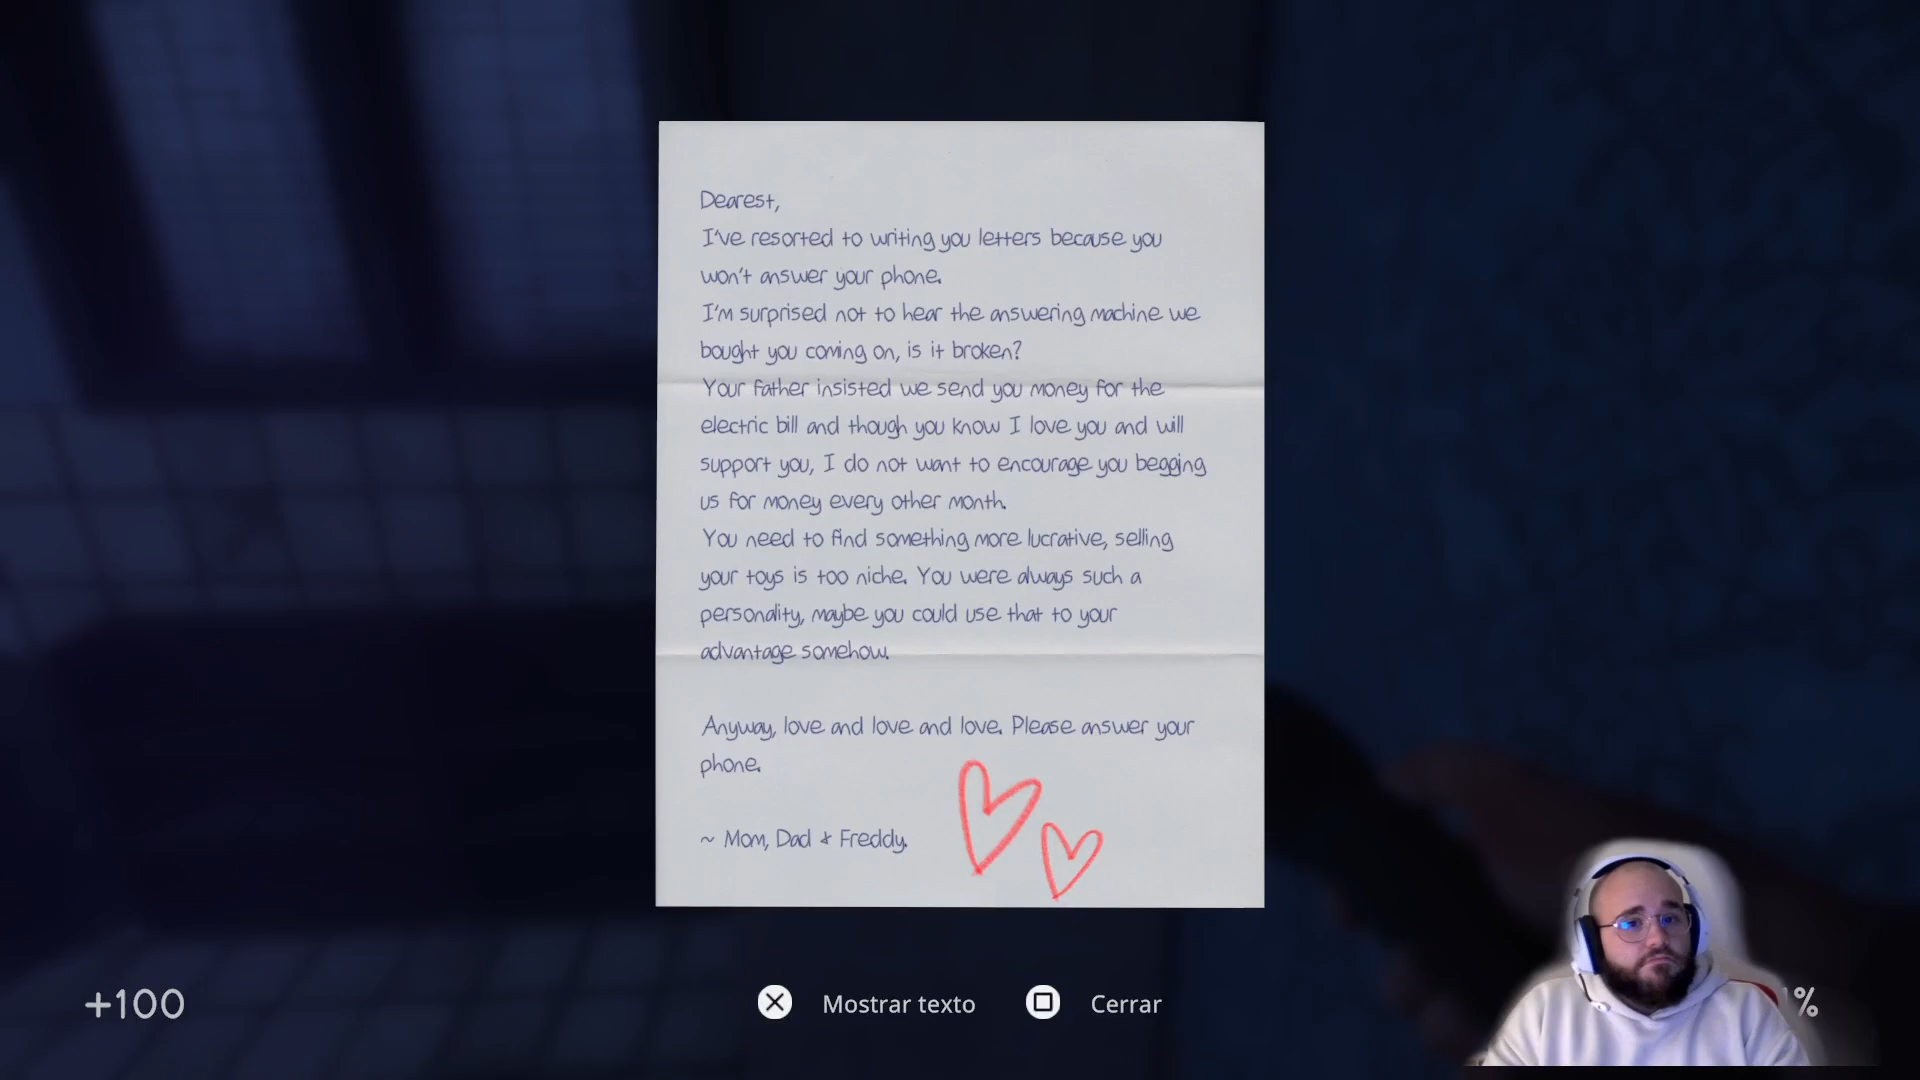 Dearest,
I've resorted to writing you letters because you
won't answer your phone.
I'm surprised not to hear the answering machine we
bought you coming on, is it broken?
Your father insisted we send you money for the
electric bill and though you know I love you and will
support you, I do not want to encourage you begging
us for money every other month.
You need to find something more lucrative, selling
your toys is too niche. You were always such a
personality, maybe you could use that to your
advantage somehow.
Anyway, love and love and love. Please answer your
phone.
~ Mom, Dad & Freddy.
+100
Mostrar texto
Cerrar
%